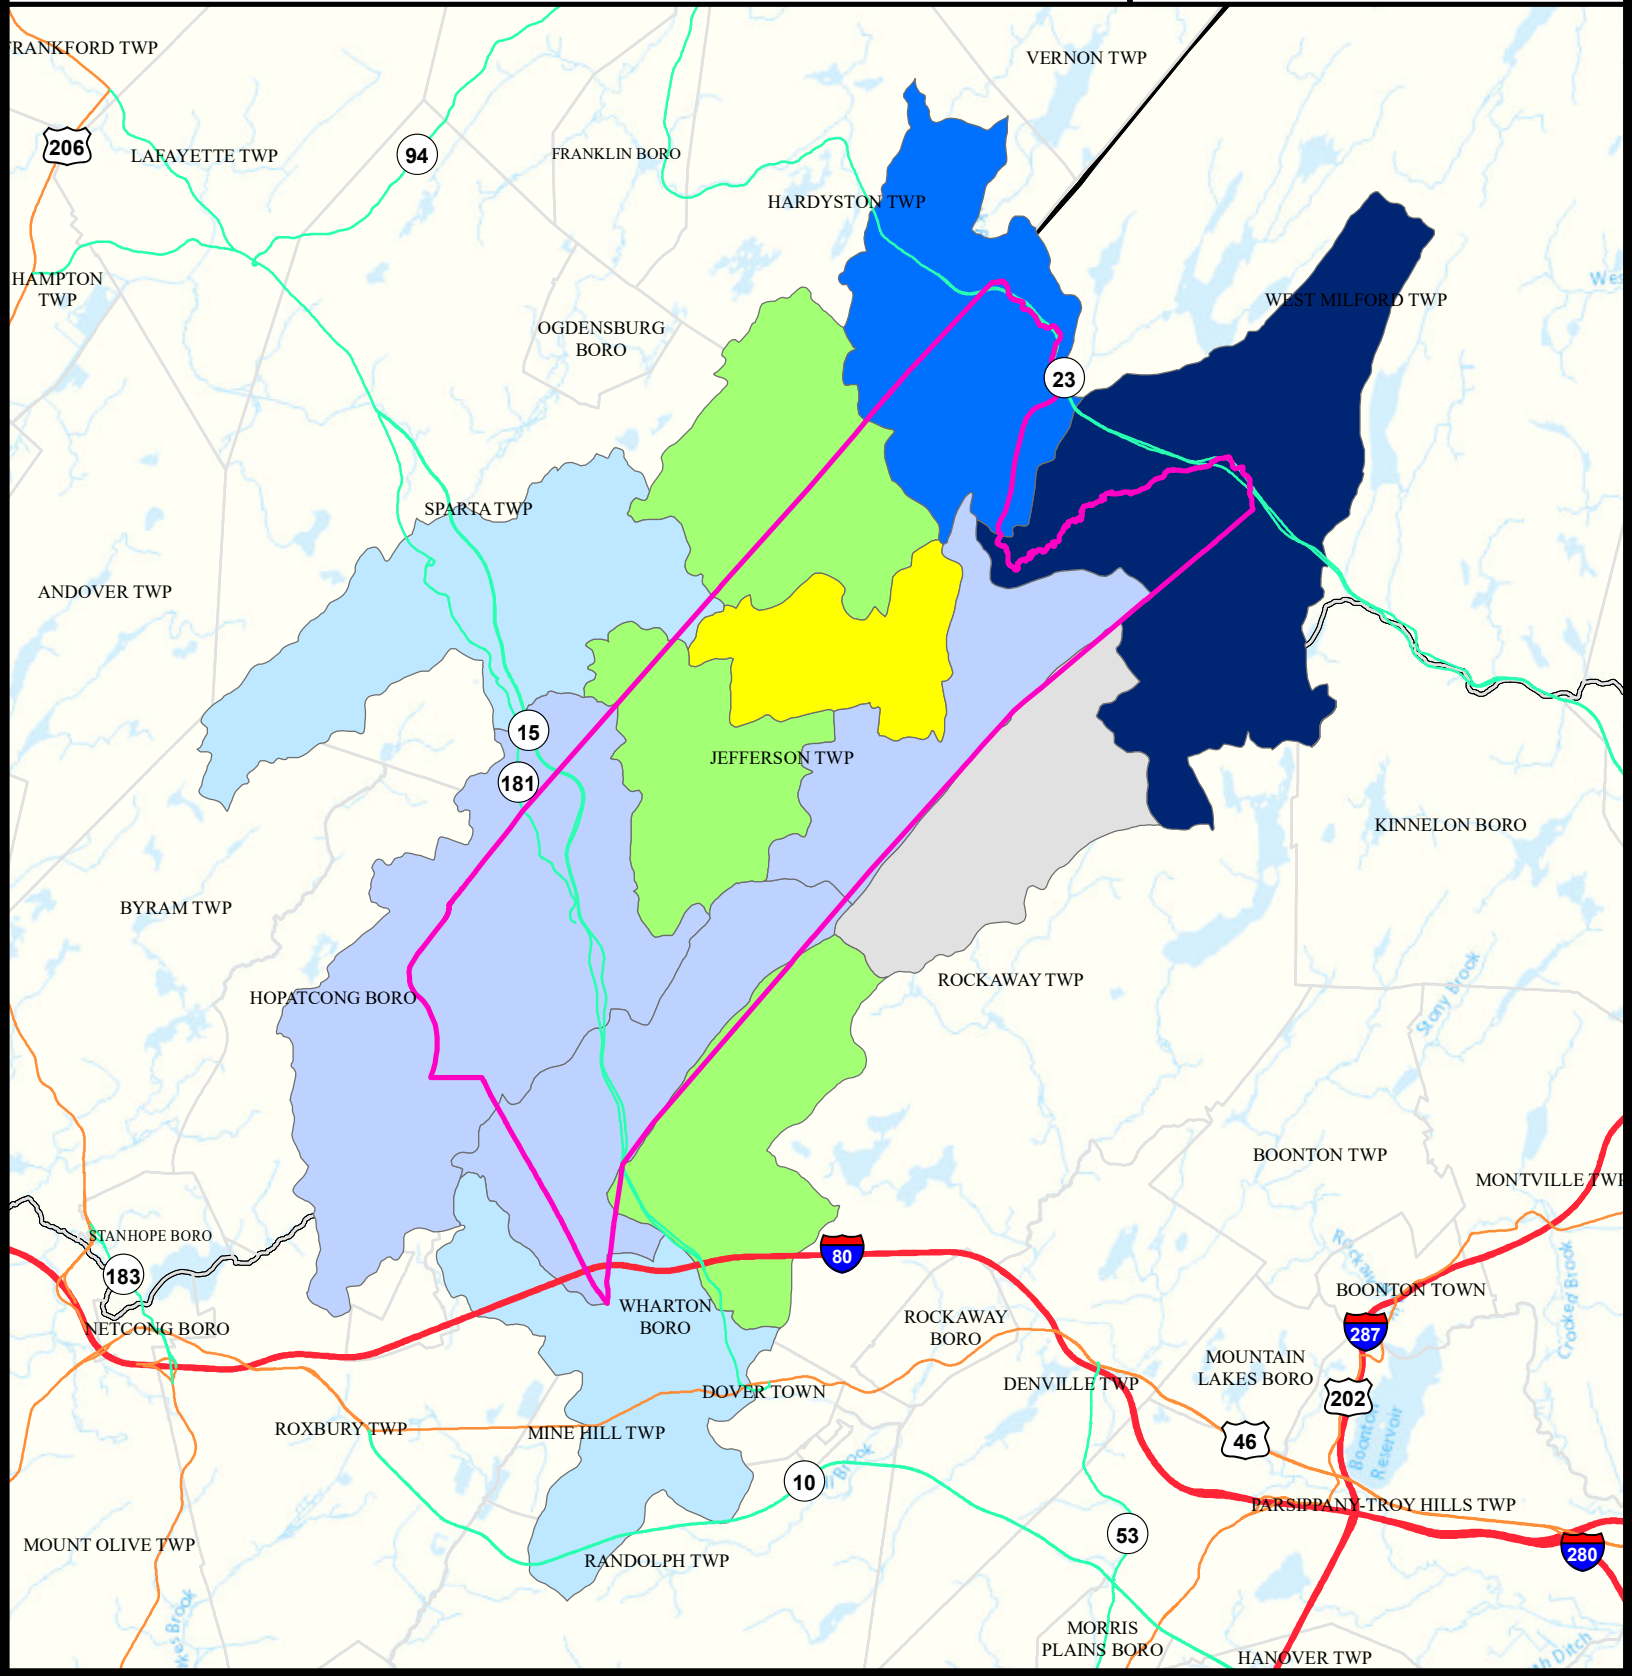 FRANKFORD TWP
VERNON TWP
206
LAFAYETTE TWP
94
FRANKLIN BORO
HARDYSTON TWP
HAMPTON
TWP
WEST MILFORD TWP
OGDENSBURG
BORO
23
SPARTA TWP
ANDOVER TWP
15
JEFFERSON TWP
181
KINNELON BORO
BYRAM TWP
ROCKAWAY TWP
HOPATCONG BORO
Stony Brook
BOONTON TWP
MONTVILLE TWP
STANHOPE BORO
80
183
BOONTON TOWN
Crooked Brook
WHARTON
BORO
ROCKAWAY
BORO
NETCONG BORO
287
MOUNTAIN
LAKES BORO
DENVILLE TWP
DOVER TOWN
202
ROXBURY TWP
MINE HILL TWP
46
Boonton
Reservoir
10
PARSIPPANY-TROY HILLS TWP
53
MOUNT OLIVE TWP
RANDOLPH TWP
280
MORRIS
PLAINS BORO
HANOVER TWP